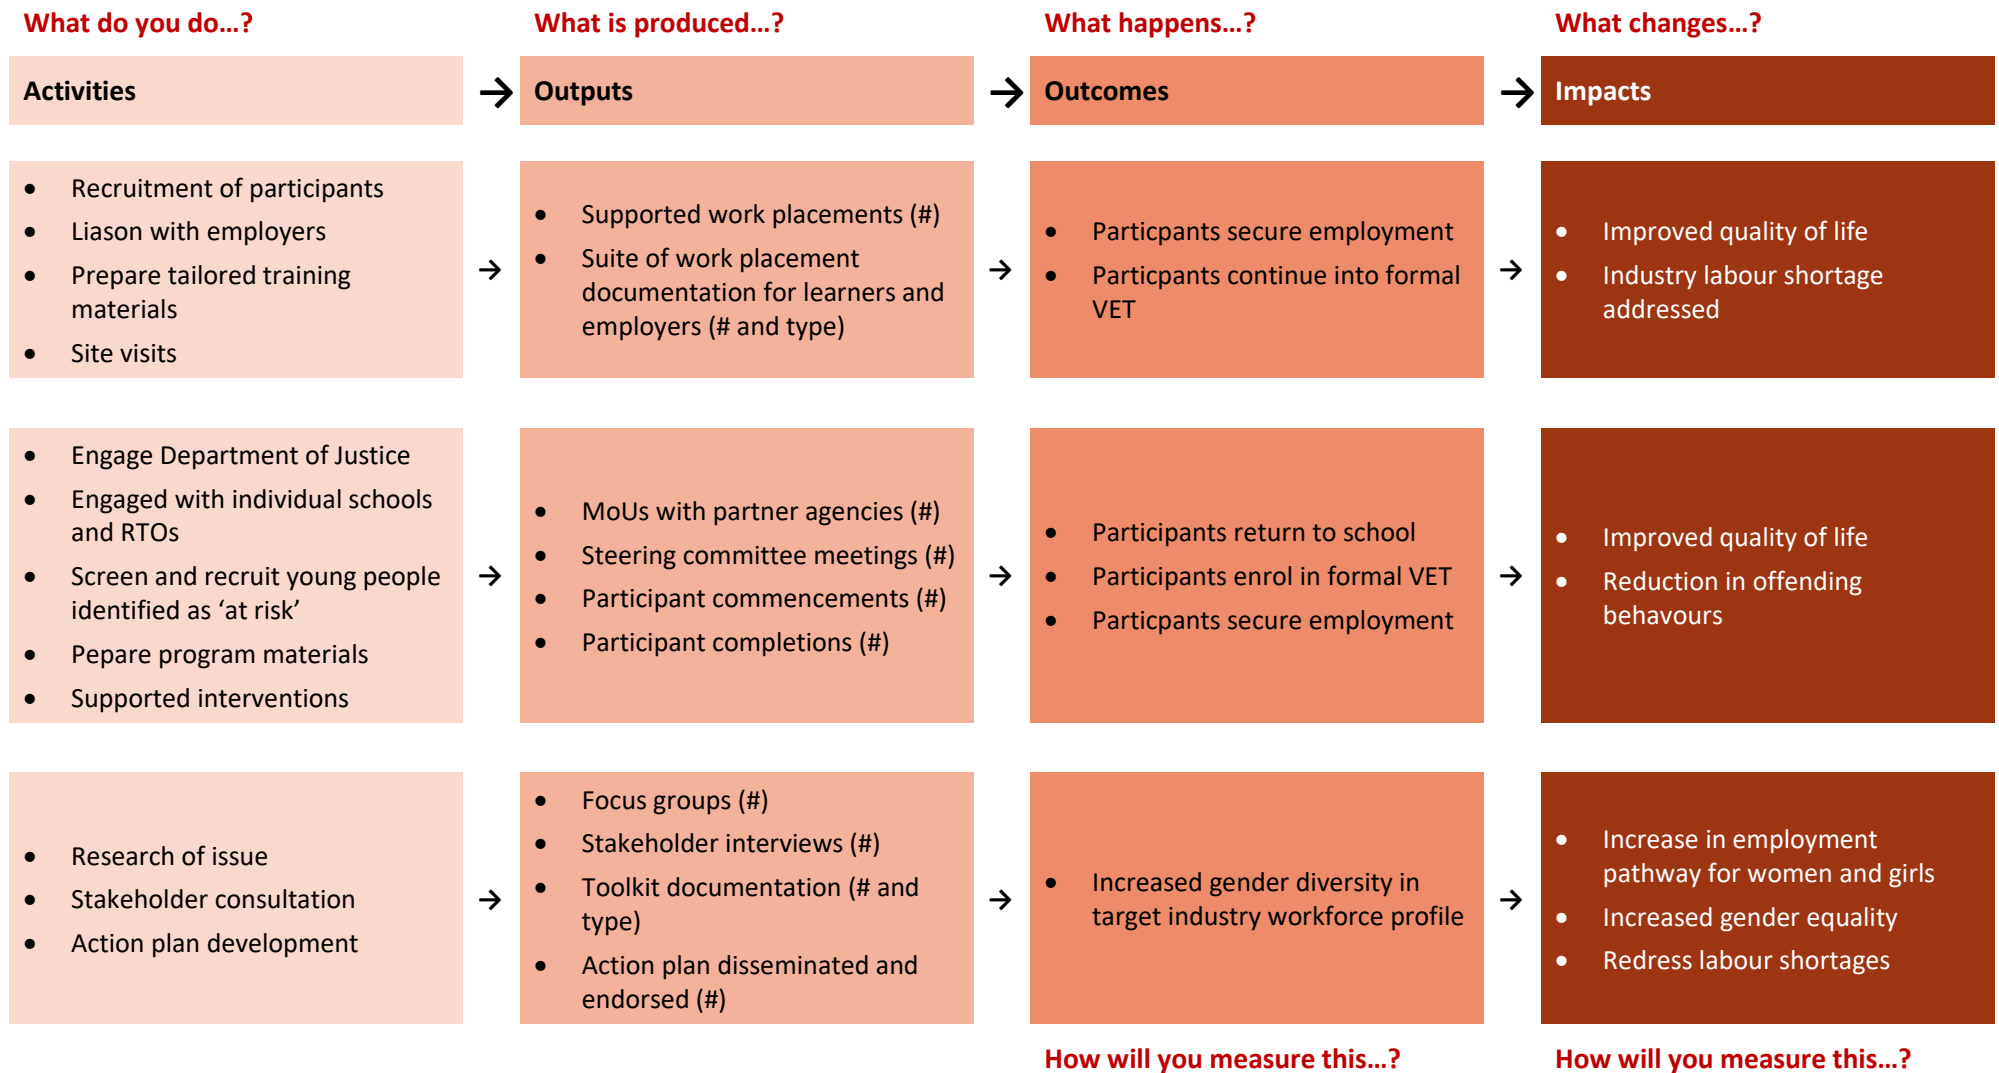 What do you do…?
What is produced…?
What happens…?
What changes…?
Activities
→
Outputs
→
Outcomes
→
Impacts
• Recruitment of participants
• Liason with employers
• Prepare tailored training
materials
• Site visits
→
• Supported work placements (#)
• Suite of work placement
documentation for learners and
employers (# and type)
→
• Particpants secure employment
• Particpants continue into formal
VET
→
• Improved quality of life
• Industry labour shortage
addressed
• Engage Department of Justice
• Engaged with individual schools
and RTOs
• Screen and recruit young people
identified as ‘at risk’
• Pepare program materials
• Supported interventions
→
• MoUs with partner agencies (#)
• Steering committee meetings (#)
• Participant commencements (#)
• Participant completions (#)
→
• Participants return to school
• Participants enrol in formal VET
• Particpants secure employment
→
• Improved quality of life
• Reduction in offending
behavours
• Research of issue
• Stakeholder consultation
• Action plan development
→
• Focus groups (#)
• Stakeholder interviews (#)
• Toolkit documentation (# and
type)
• Action plan disseminated and
endorsed (#)
→
• Increased gender diversity in
target industry workforce profile
→
• Increase in employment
pathway for women and girls
• Increased gender equality
• Redress labour shortages
How will you measure this…?
How will you measure this…?